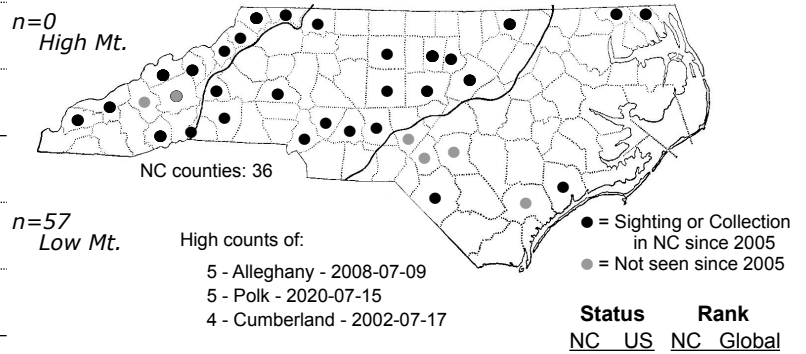 n=0
High Mt.
NC counties: 36
n=57
Low Mt.
High counts of:
5 - Alleghany - 2008-07-09
5 - Polk - 2020-07-15
4 - Cumberland - 2002-07-17
= Sighting or Collection
in NC since 2005
= Not seen since 2005
Status Rank
NC US NC Global